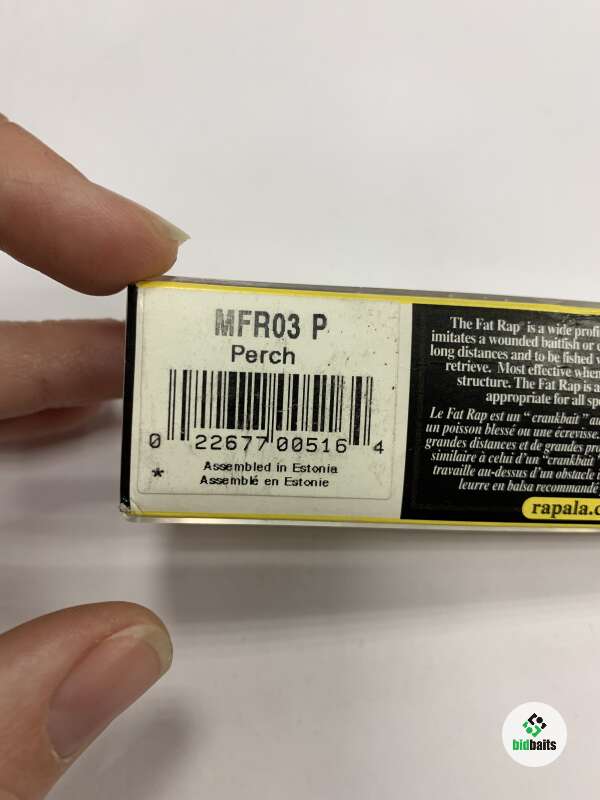 MFR03 P
Perch
0 22677 00516 4
*
Assembled in Estonia
Assemblé en Estonie
The Fat Rap® is a wide
imitates a wounded baitfish or
long distances and to be fished
retrieve. Most effective when
structure. The Fat Rap is a
appropriate for all
Le Fat Rap est un “ crankbait ”
un poisson blessé ou une écrevisse.
grandes distances et de grandes
similaire à celui d'un “crankbait
travaille au-dessus d'un obstacle
leurre en balsa recommandé
rapala.c
bidbaits